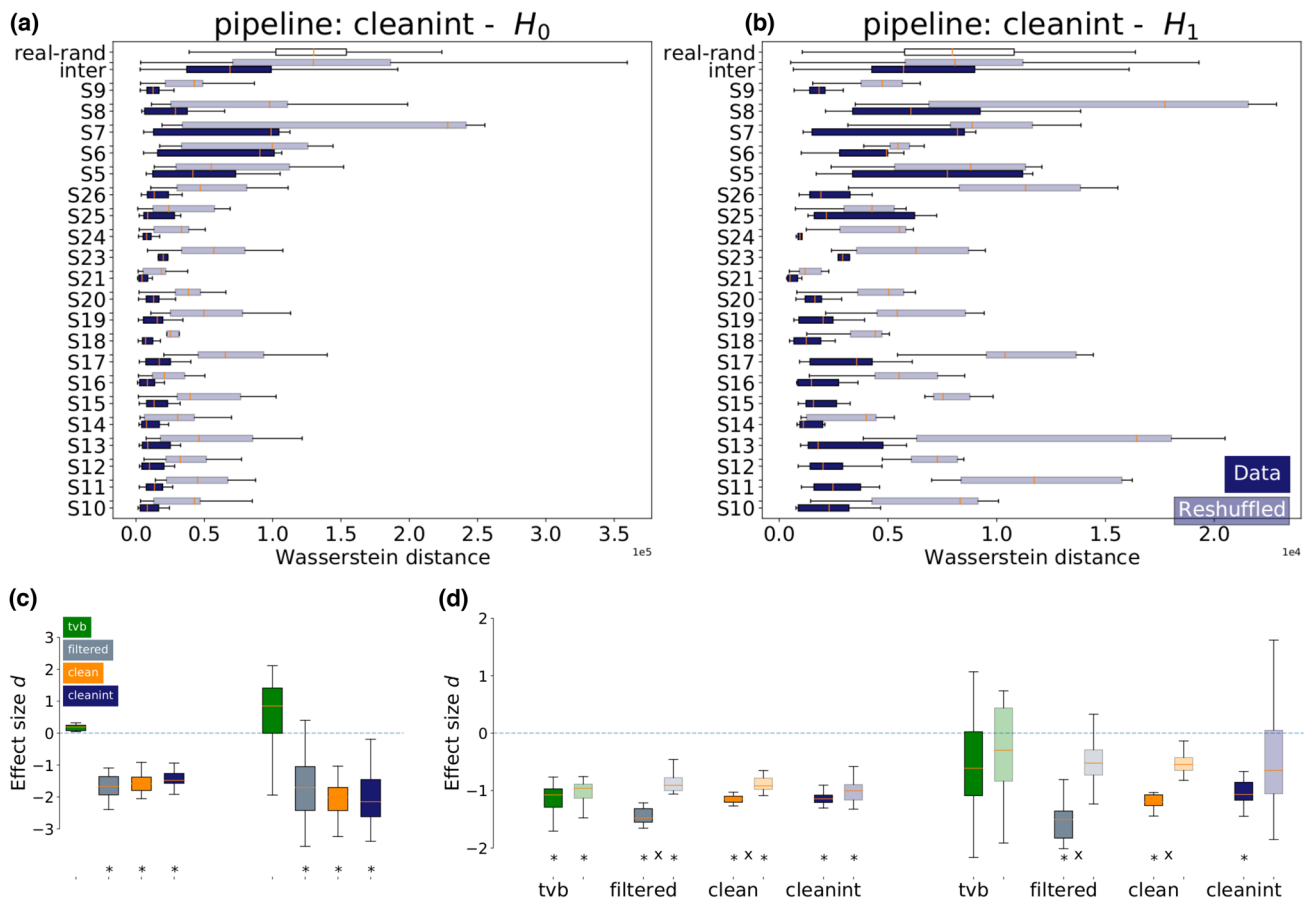 (a)
pipeline: cleanint - H₀
real-rand
inter
S9
S8
S7
S6
S5
S26
S25
S24
S23
S21
S20
S19
S18
S17
S16
S15
S14
S13
S12
S11
S10
0.0 0.5 1.0 1.5 2.0 2.5 3.0 3.5
1e5
Wasserstein distance
(b)
pipeline: cleanint - H₁
real-rand
inter
S9
S8
S7
S6
S5
S26
S25
S24
S23
S21
S20
S19
S18
S17
S16
S15
S14
S13
S12
S11
S10
Data
Reshuffled
0.0 0.5 1.0 1.5 2.0
1e4
Wasserstein distance
(c)
tvb
filtered
clean
cleanint
Effect size d
3
2
1
0
−1
−2
−3
* * * * * *
(d)
Effect size d
2
1
0
−1
−2
* * * x * * x * * * * x * x *
tvb filtered clean cleanint tvb filtered clean cleanint